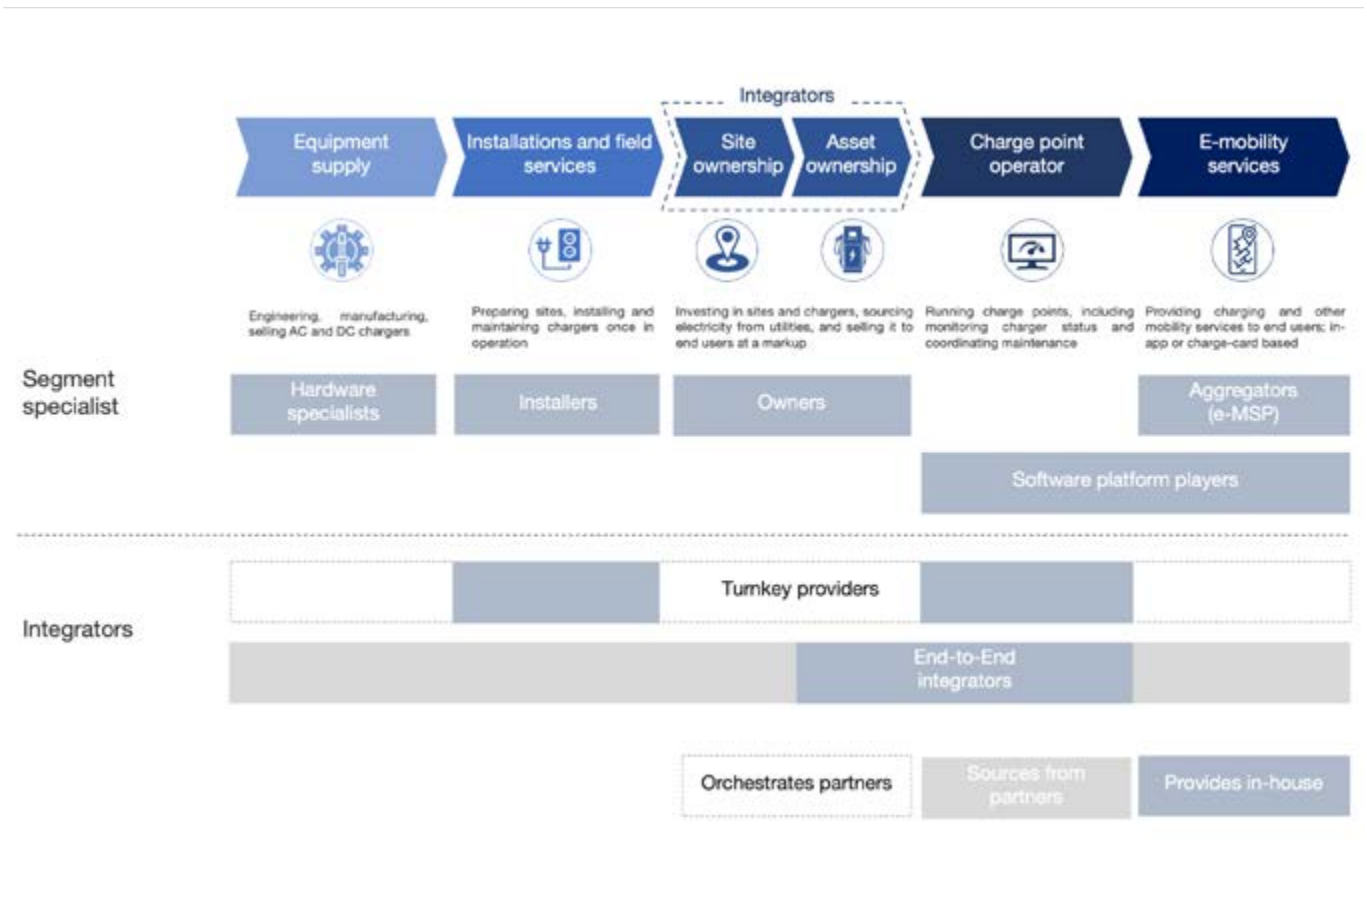 Integrators
Equipment
supply
Installations and field
services
Site
ownership
Asset
ownership
Charge point
operator
E-mobility
services
Engineering, manufacturing,
selling AC and DC chargers
Preparing sites, installing and
maintaining chargers once in
operation
Investing in sites and chargers, sourcing
electricity from utilities, and selling it to
end users at a markup
Running charge points, including
monitoring charger status and
coordinating maintenance
Providing charging and other
mobility services to end users; in-
app or charge-card based
Segment
specialist
Hardware
specialists
Installers
Owners
Aggregators
(e-MSP)
Software platform players
Integrators
Turnkey providers
End-to-End
integrators
Orchestrates partners
Sources from
partners
Provides in-house